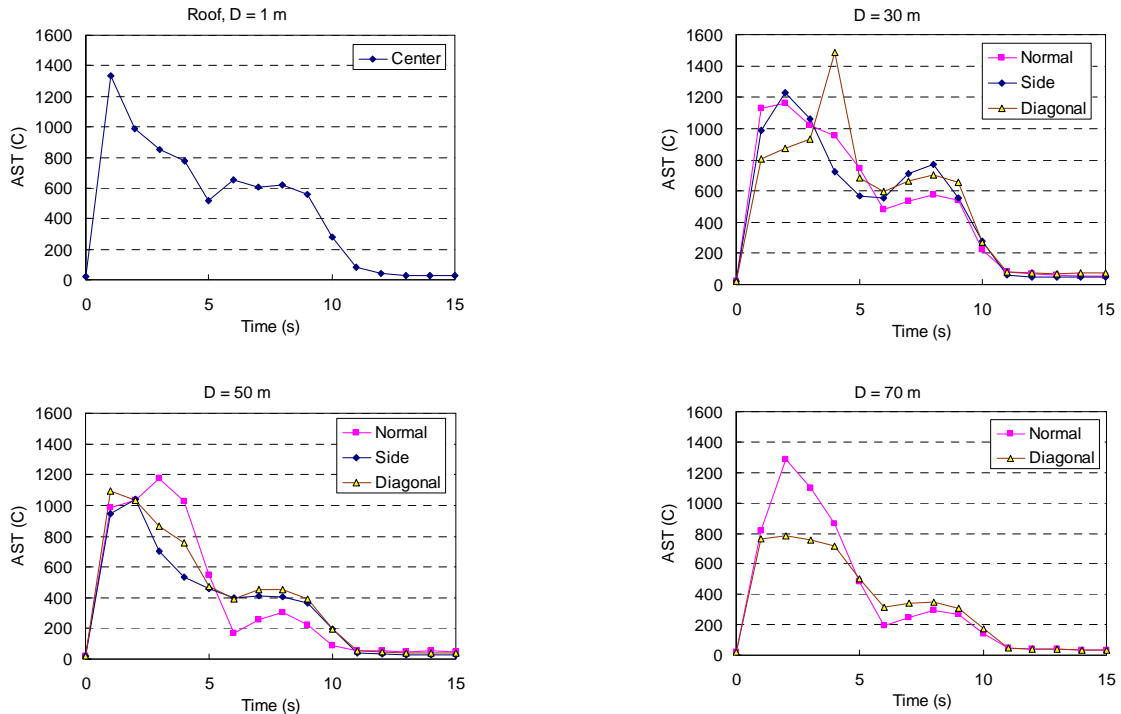 Roof, D = 1 m
1600
1400
1200
1000
800
600
400
200
0
AST (C)
Center
0 5 10 15
Time (s)
D = 30 m
1600
1400
1200
1000
800
600
400
200
0
AST (C)
Normal
Side
Diagonal
0 5 10 15
Time (s)
D = 50 m
1600
1400
1200
1000
800
600
400
200
0
AST (C)
Normal
Side
Diagonal
0 5 10 15
Time (s)
D = 70 m
1600
1400
1200
1000
800
600
400
200
0
AST (C)
Normal
Diagonal
0 5 10 15
Time (s)